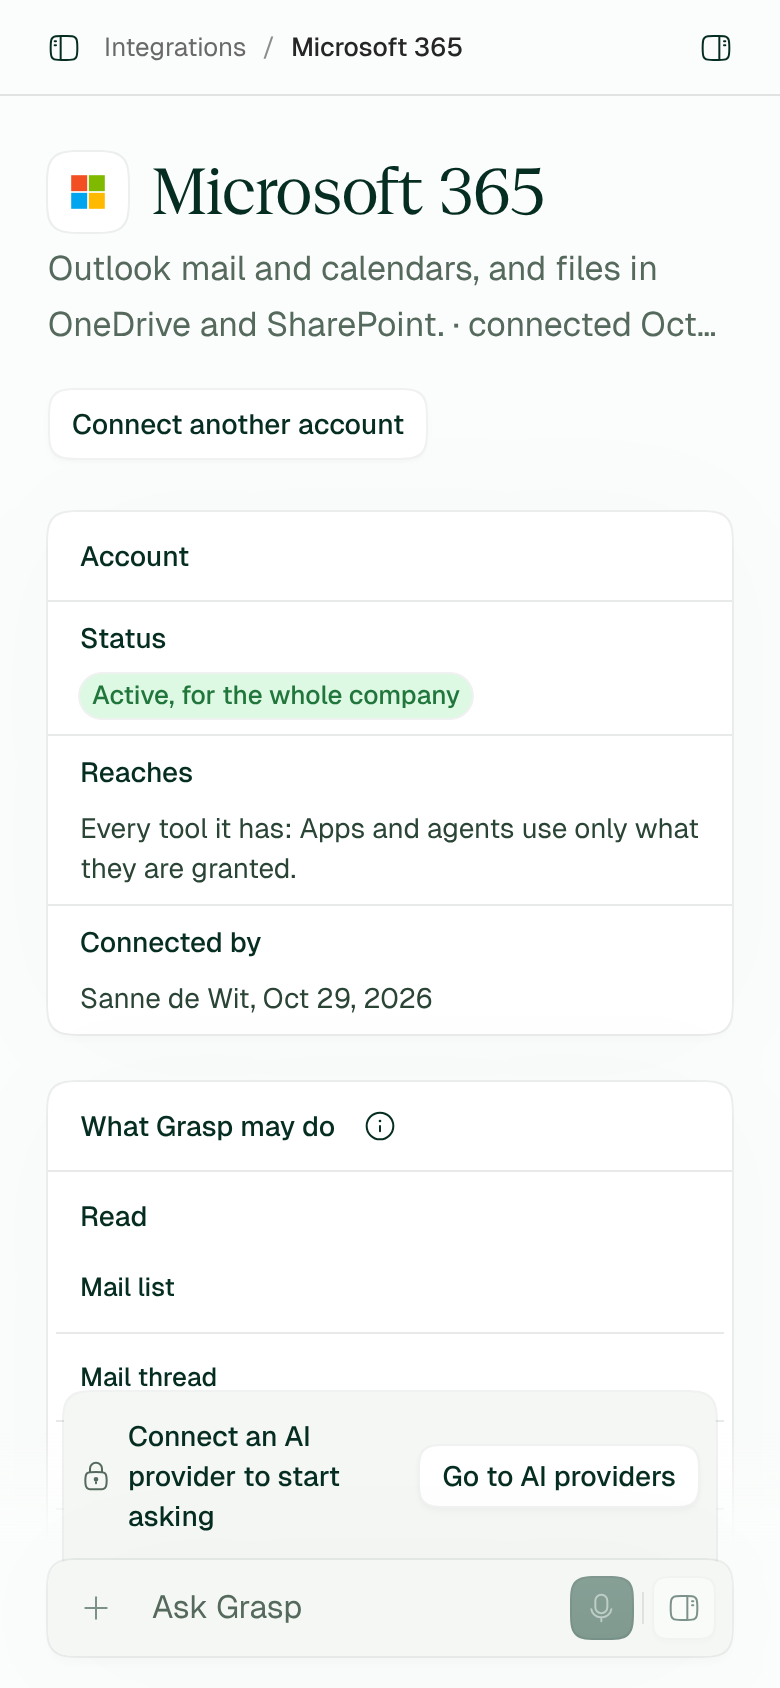 Integrations / Microsoft 365
Microsoft 365
Outlook mail and calendars, and files in
OneDrive and SharePoint. · connected Oct...
Connect another account
Account
Status
Active, for the whole company
Reaches
Every tool it has: Apps and agents use only what
they are granted.
Connected by
Sanne de Wit, Oct 29, 2026
What Grasp may do
Read
Mail list
Mail thread
Connect an AI
provider to start
asking
Go to AI providers
Ask Grasp